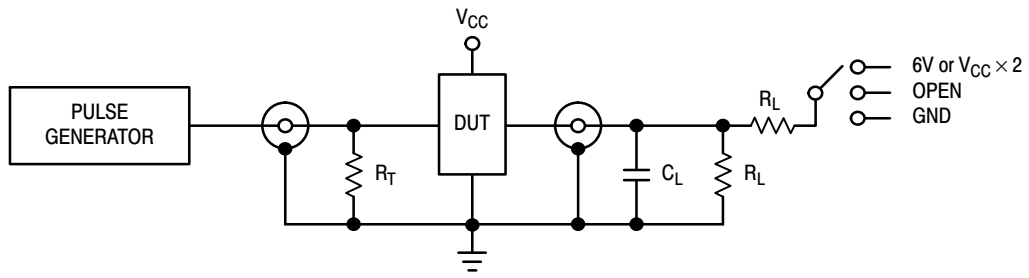 V_CC
6V or V_CC × 2
OPEN
GND
PULSE
GENERATOR
DUT
R_L
R_T
C_L
R_L